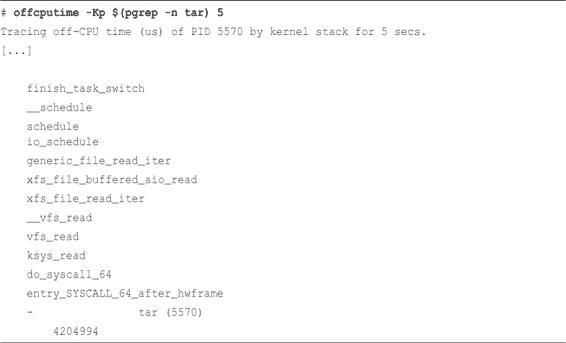 # offcputime -Kp $(pgrep -n tar) 5
Tracing off-CPU time (us) of PID 5570 by kernel stack for 5 secs.
[...]
finish_task_switch
__schedule
schedule
io_schedule
generic_file_read_iter
xfs_file_buffered_aio_read
xfs_file_read_iter
__vfs_read
vfs_read
ksys_read
do_syscall_64
entry_SYSCALL_64_after_hwframe
- tar (5570)
4204994